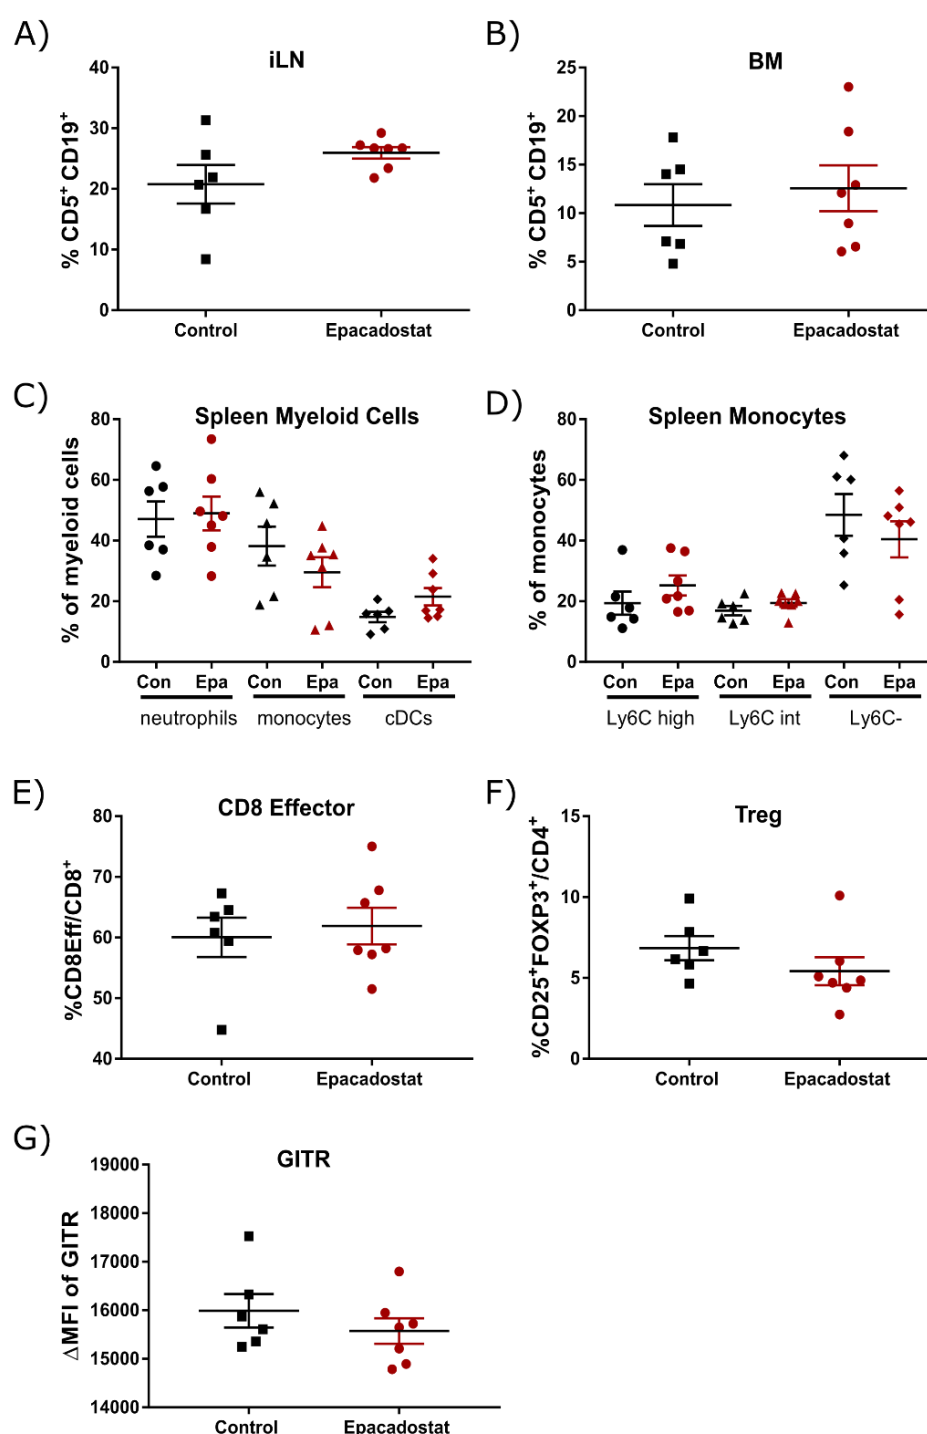 A)
iLN
% CD5+ CD19+
40
30
20
10
0
Control Epacadostat
B)
BM
% CD5+ CD19+
25
20
15
10
5
0
Control Epacadostat
C)
Spleen Myeloid Cells
% of myeloid cells
80
60
40
20
0
Con Epa Con Epa Con Epa
neutrophils monocytes cDCs
D)
Spleen Monocytes
% of monocytes
80
60
40
20
0
Con Epa Con Epa Con Epa
Ly6C high Ly6C int Ly6C-
E)
CD8 Effector
%CD8Eff/CD8+
80
70
60
50
40
Control Epacadostat
F)
Treg
%CD25+FOXP3+/CD4+
15
10
5
0
Control Epacadostat
G)
GITR
ΔMFI of GITR
19000
18000
17000
16000
15000
14000
Control Epacadostat